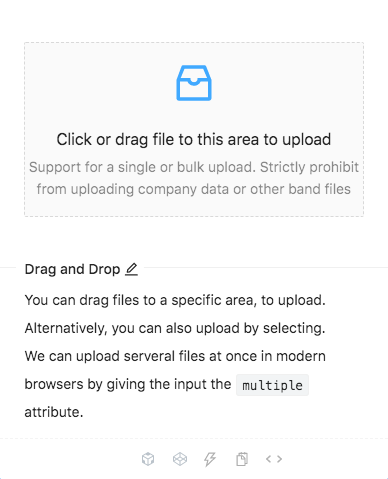 Click or drag file to this area to upload
Support for a single or bulk upload. Strictly prohibit
from uploading company data or other band files
Drag and Drop
You can drag files to a specific area, to upload.
Alternatively, you can also upload by selecting.
We can upload serveral files at once in modern
browsers by giving the input the multiple
attribute.